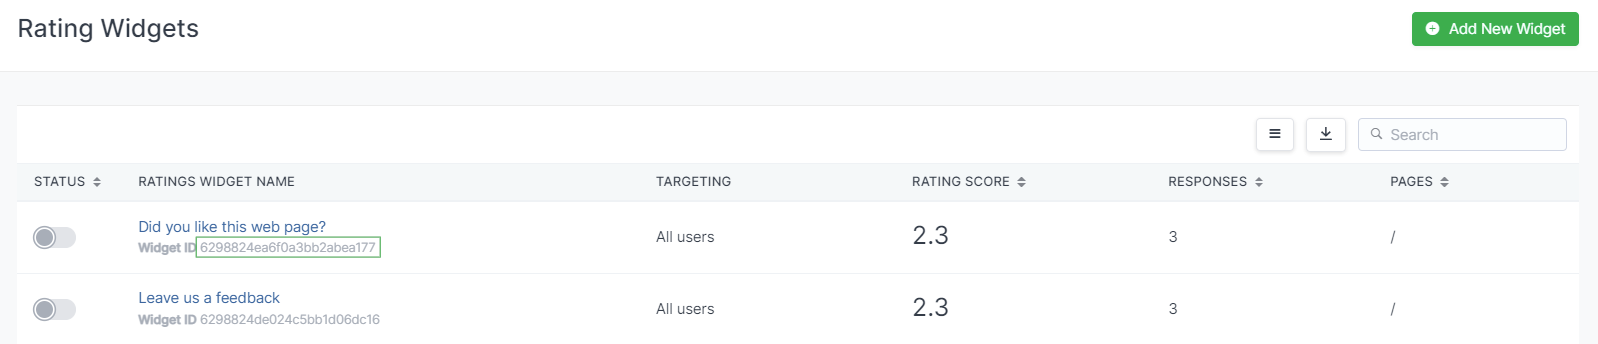 Rating Widgets
Add New Widget
Search
STATUS RATINGS WIDGET NAME TARGETING RATING SCORE RESPONSES PAGES
Did you like this web page?
Widget ID 6298824ea6f0a3bb2abea177
All users 2.3 3 /
Leave us a feedback
Widget ID 6298824de024c5bb1d06dc16
All users 2.3 3 /